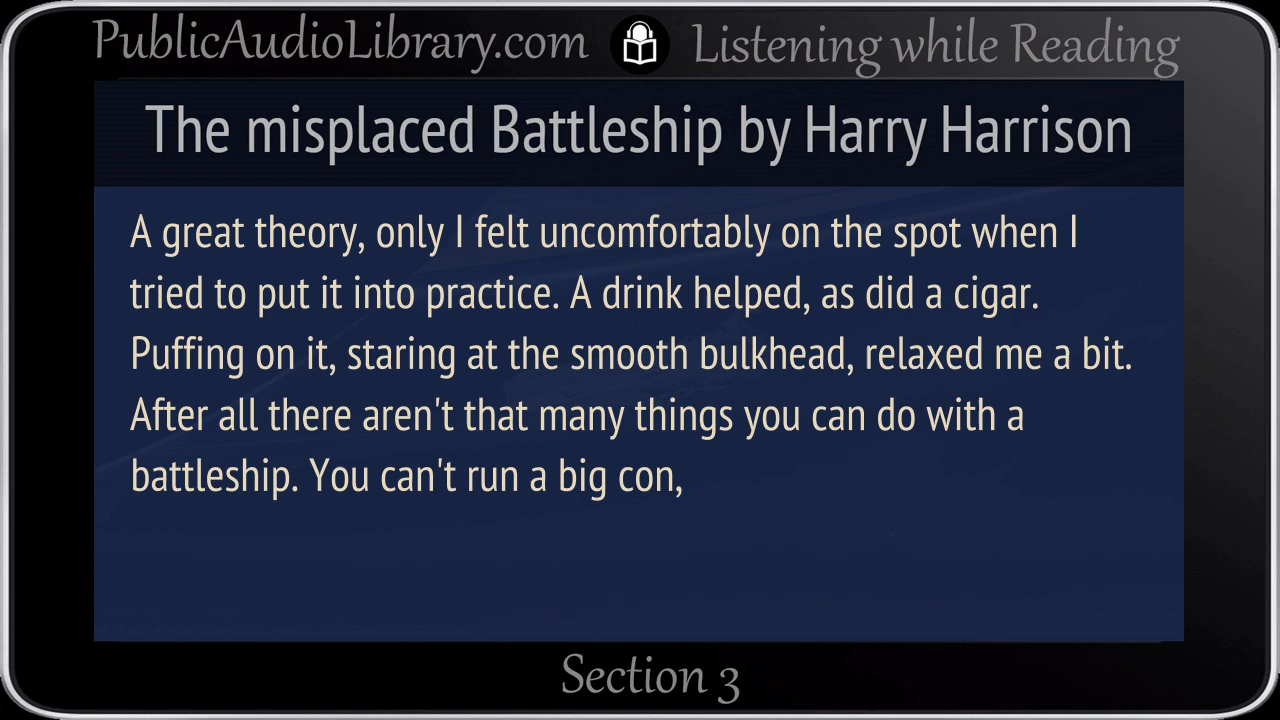 PublicAudioLibrary.com Listening while Reading
The misplaced Battleship by Harry Harrison
A great theory, only I felt uncomfortably on the spot when I
tried to put it into practice. A drink helped, as did a cigar.
Puffing on it, staring at the smooth bulkhead, relaxed me a bit.
After all there aren't that many things you can do with a
battleship. You can't run a big con,
Section 3